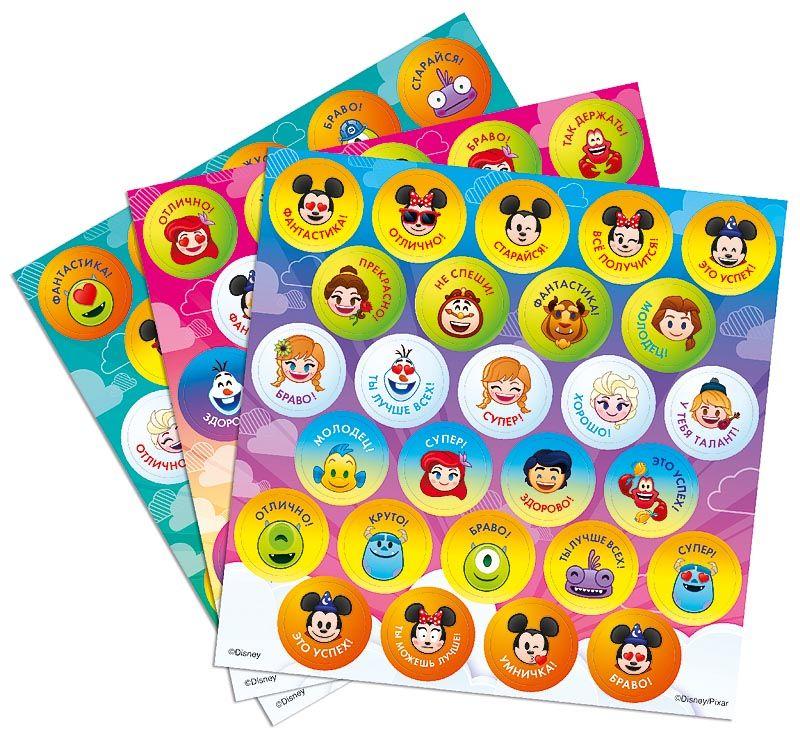 СТАРАЙСЯ!
БРАВО!
ФАНТАСТИКА!
ОТЛИЧНО!
©Disney
БРАВО!
ТАК ДЕРЖАТЬ!
ОТЛИЧНО!
ЗДОРО
©Disney
ФАНТАСТИКА!
ОТЛИЧНО!
СТАРАЙСЯ!
ВСЁ ПОЛУЧИТСЯ!
ЭТО УСПЕХ!
ПРЕКРАСНО!
НЕ СПЕШИ!
ФАНТАСТИКА!
МОЛОДЕЦ!
БРАВО!
ТЫ ЛУЧШЕ ВСЕХ!
СУПЕР!
ХОРОШО!
У ТЕБЯ ТАЛАНТ!
МОЛОДЕЦ!
СУПЕР!
ЗДОРОВО!
ЭТО УСПЕХ!
ОТЛИЧНО!
КРУТО!
БРАВО!
ТЫ ЛУЧШЕ ВСЕХ!
СУПЕР!
ЭТО УСПЕХ!
ТЫ МОЖЕШЬ ЛУЧШЕ!
УМНИЧКА!
БРАВО!
©Disney
©Disney/Pixar